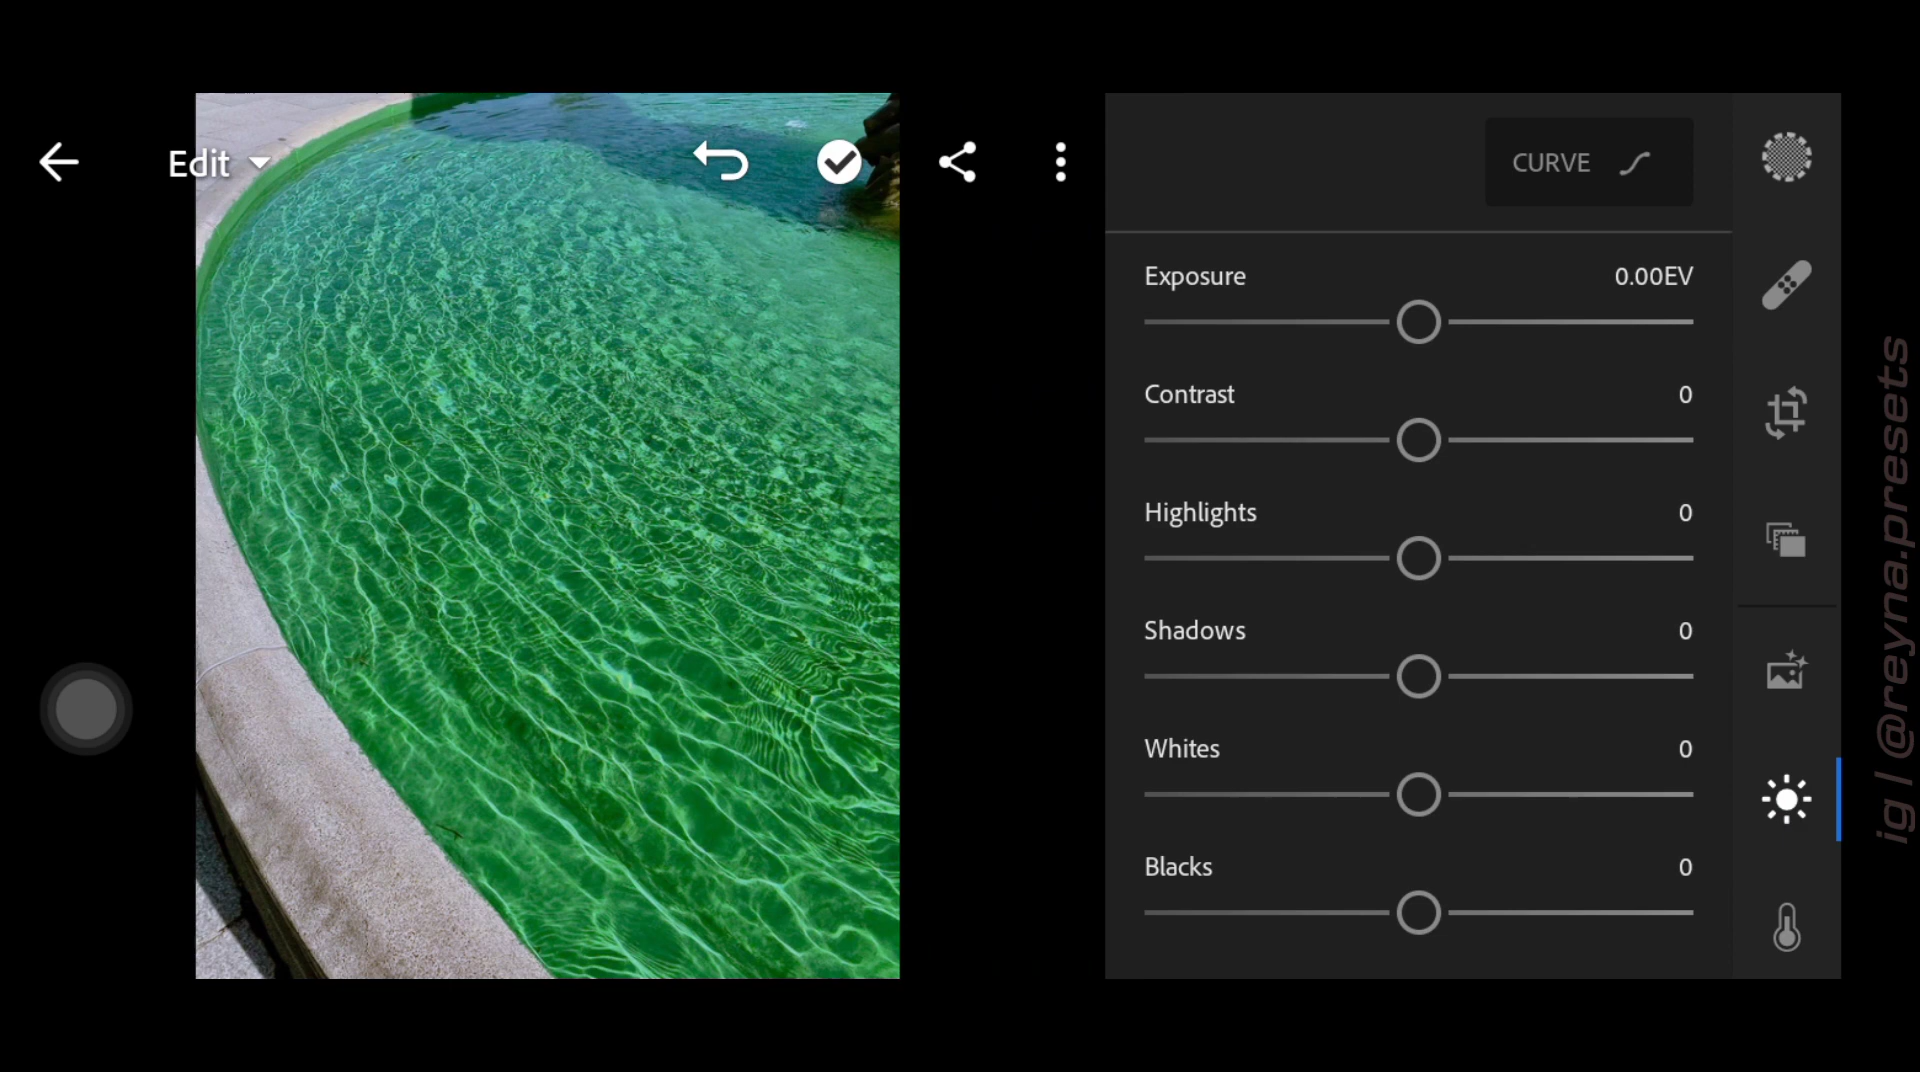 Edit
CURVE
Exposure 0.00EV
Contrast 0
Highlights 0
Shadows 0
Whites 0
Blacks 0
ig | @reyna.presets